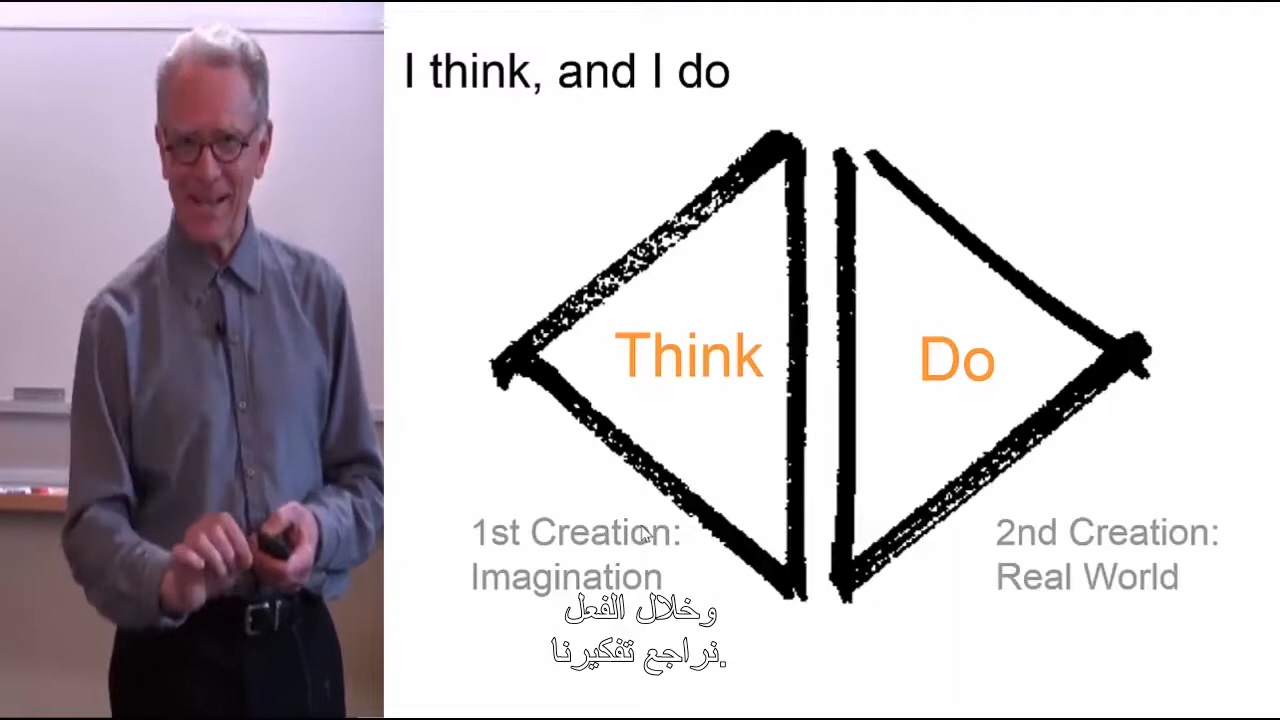 I think, and I do
Think
Do
1st Creation:
Imagination
2nd Creation:
Real World
وخلال الفعل
نراجع تفكيرنا.